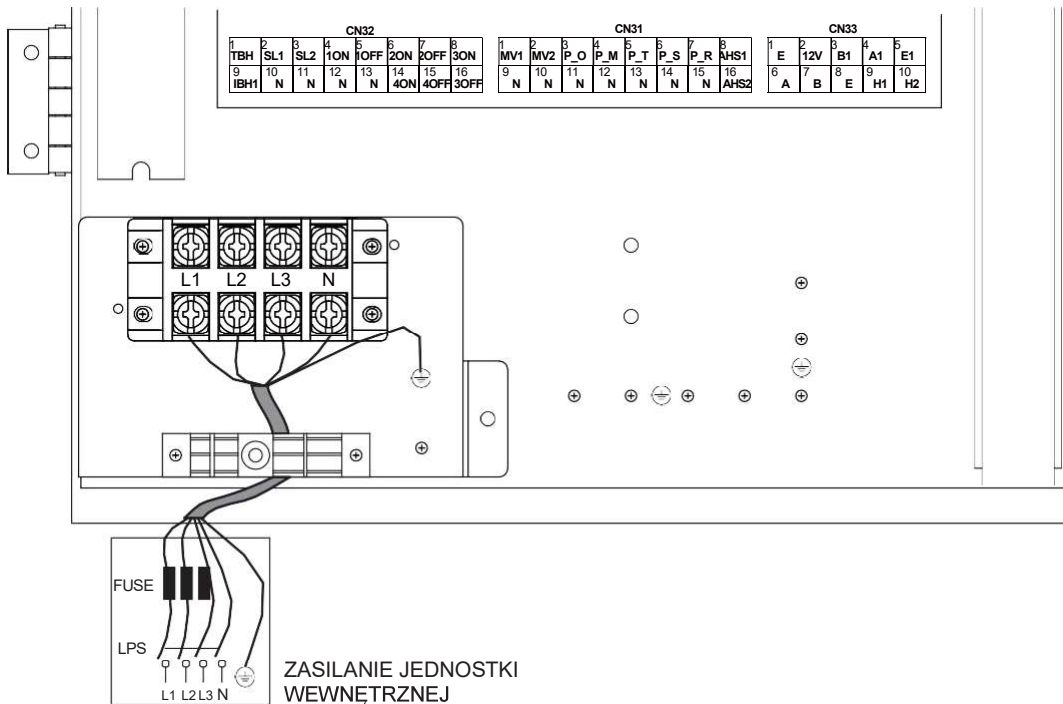 CN32 CN31 CN33
1 2 3 4 5 6 7 8 1 2 3 4 5 6 7 8 1 2 3 4 5
TBH SL1 SL2 1ON 1OFF 2ON 2OFF 3ON MV1 MV2 P_O P_M P_T P_S P_R AHS1 E 12V B1 A1 E1
9 10 11 12 13 14 15 16 9 10 11 12 13 14 15 16 6 7 8 9 10
IBH1 N N N N 4ON 4OFF 3OFF N N N N N N N AHS2 A B E H1 H2
L1 L2 L3 N
FUSE
LPS
L1 L2 L3 N
ZASILANIE JEDNOSTKI
WEWNĘTRZNEJ